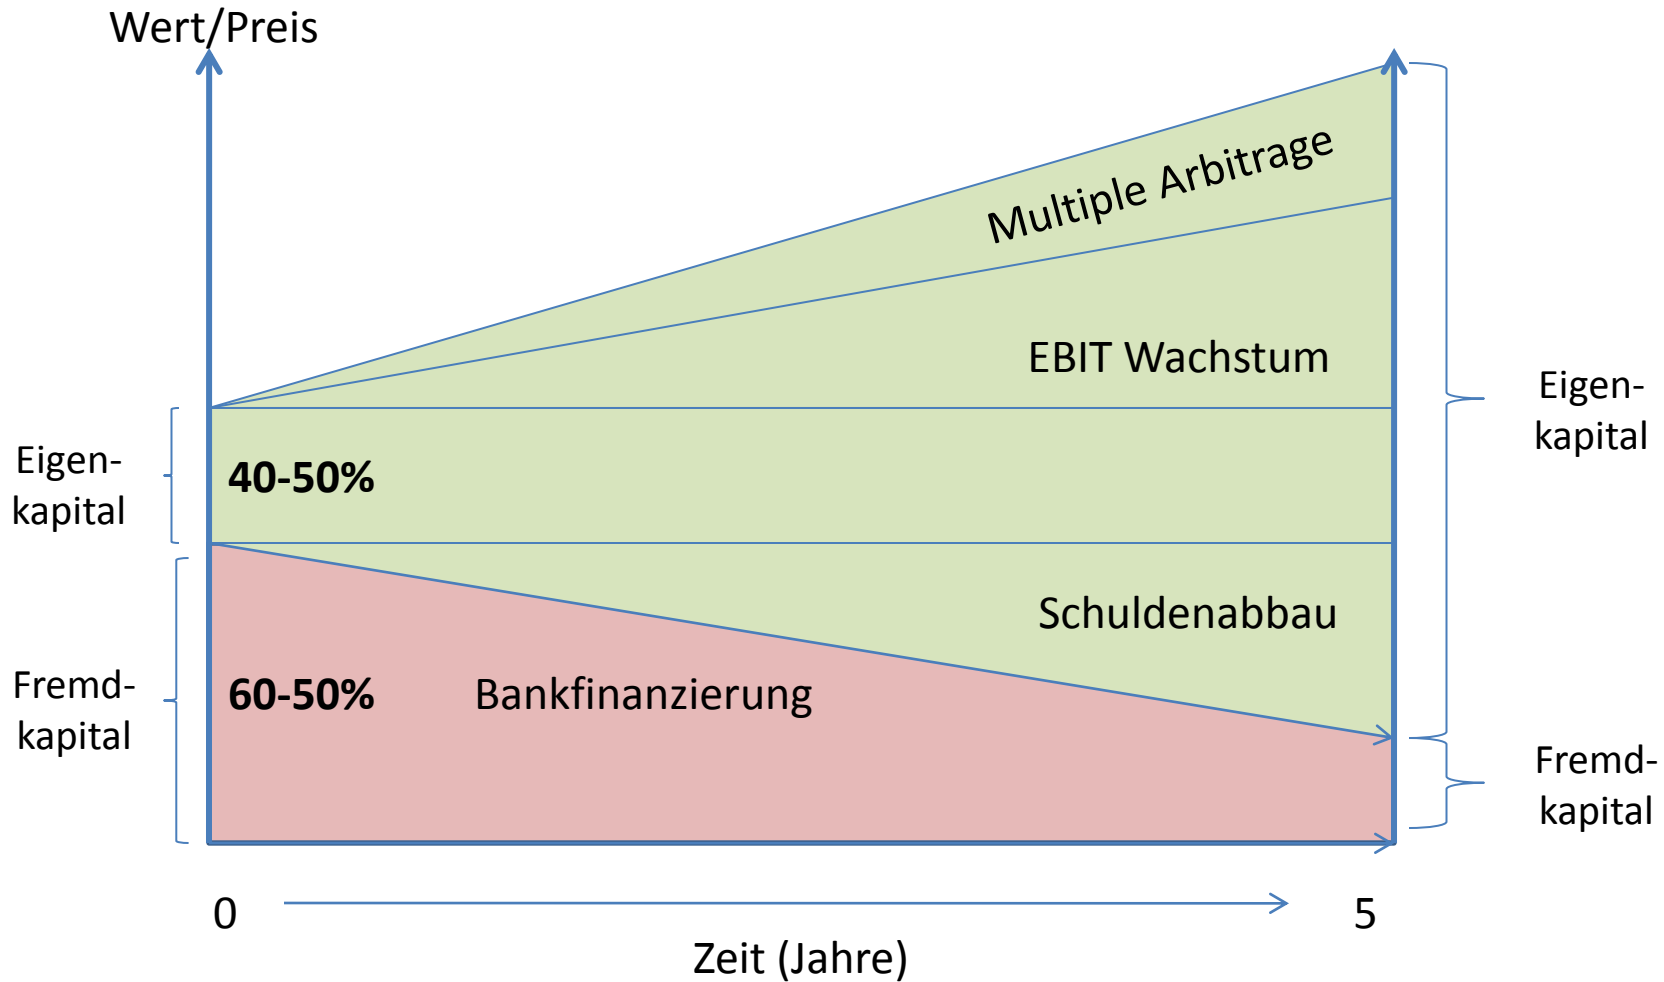 Wert/Preis
Multiple Arbitrage
EBIT Wachstum
Eigen-
kapital
40-50%
Eigen-
kapital
Schuldenabbau
Fremd-
kapital
60-50%
Bankfinanzierung
Fremd-
kapital
0
5
Zeit (Jahre)